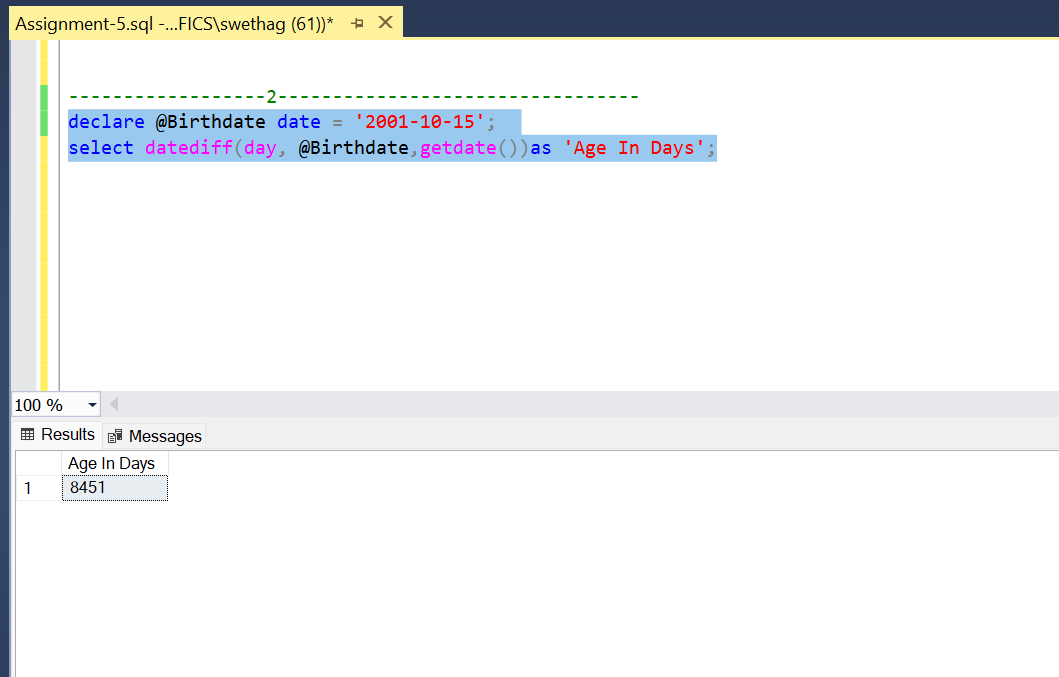 Assignment-5.sql -...FICS\swethag (61))*
------------------2---------------------------------
declare @Birthdate date = '2001-10-15';
select datediff(day, @Birthdate,getdate())as 'Age In Days';
100 %
Results Messages
Age In Days
1 8451